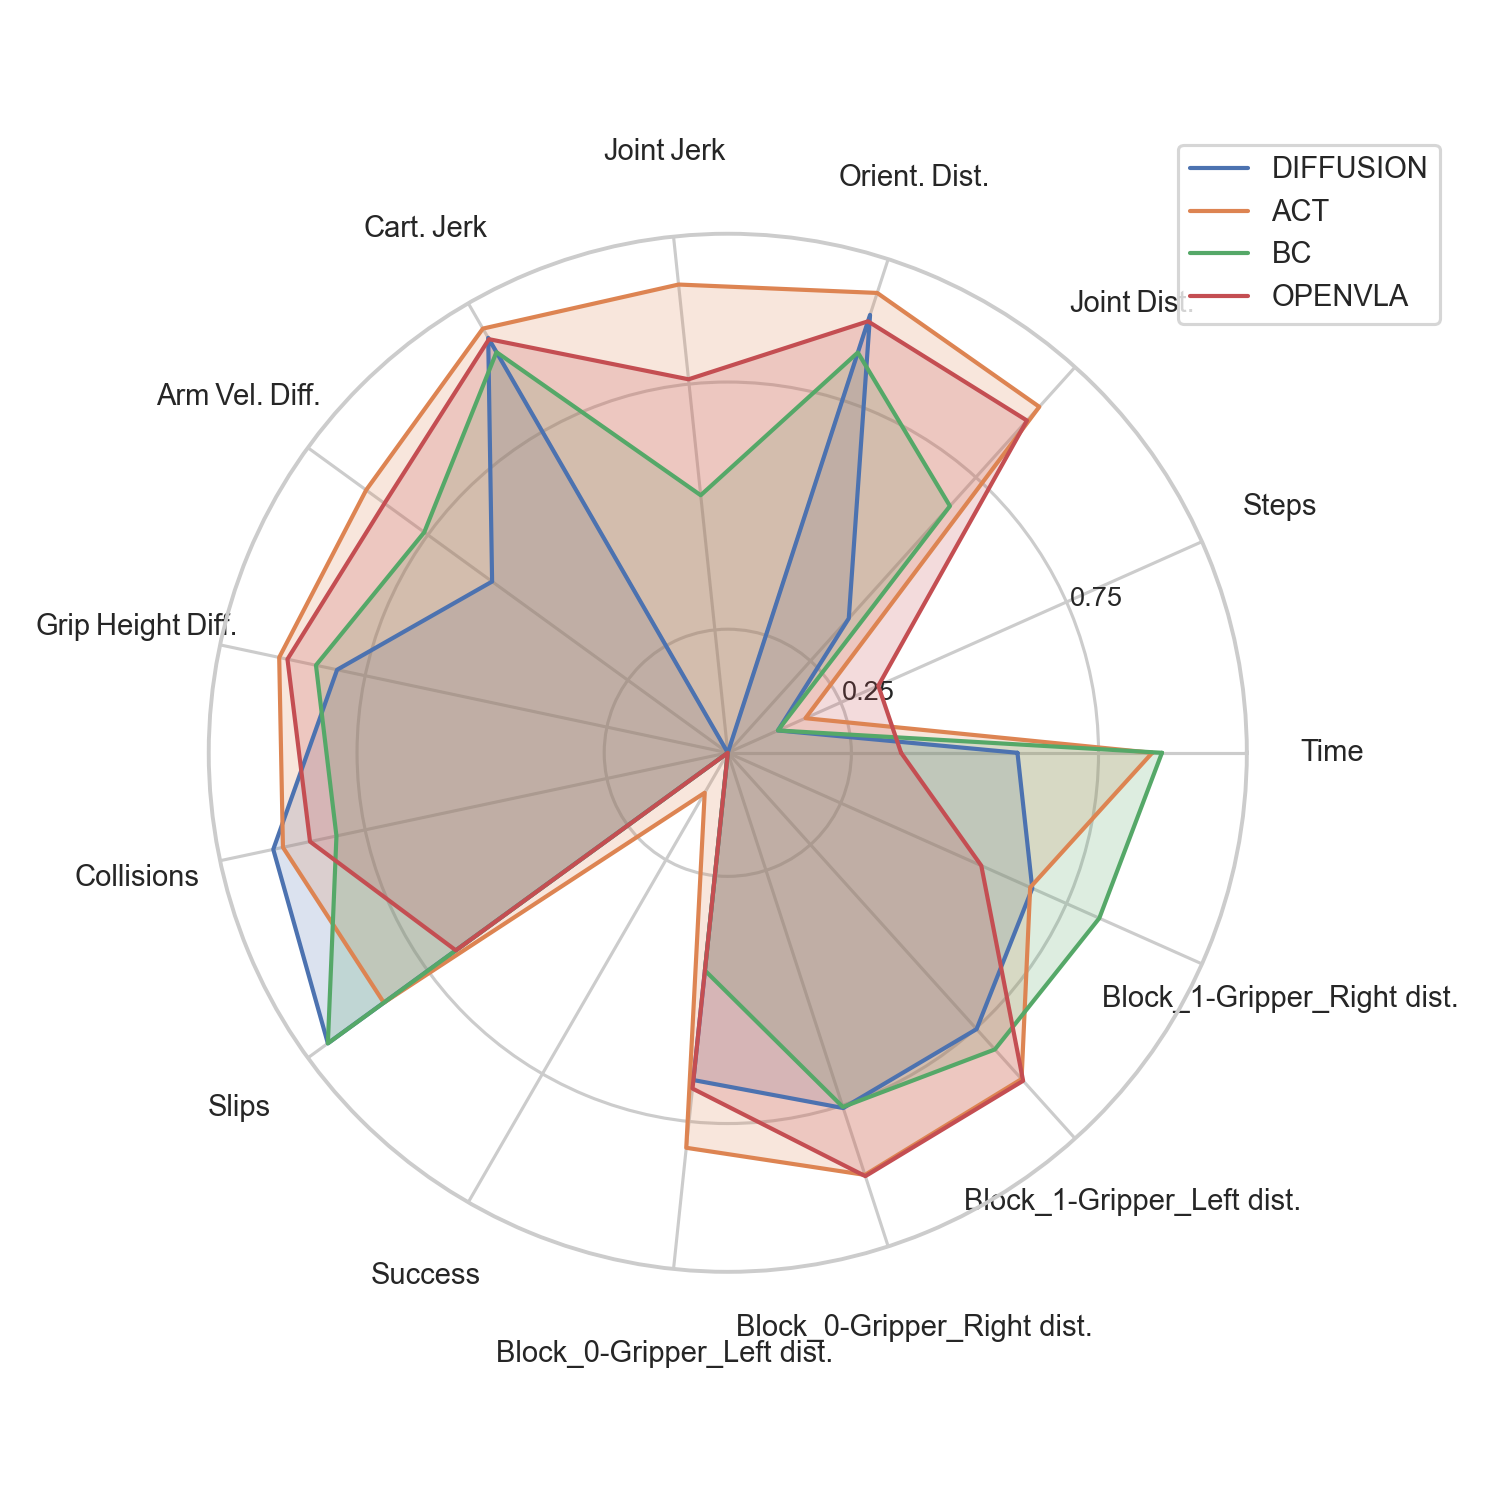 Joint Jerk
Orient. Dist.
DIFFUSION
ACT
BC
OPENVLA
Cart. Jerk
Joint Dist.
Arm Vel. Diff.
Steps
0.75
Grip Height Diff.
0.25
Time
Collisions
Block_1-Gripper_Right dist.
Slips
Block_1-Gripper_Left dist.
Success
Block_0-Gripper_Right dist.
Block_0-Gripper_Left dist.